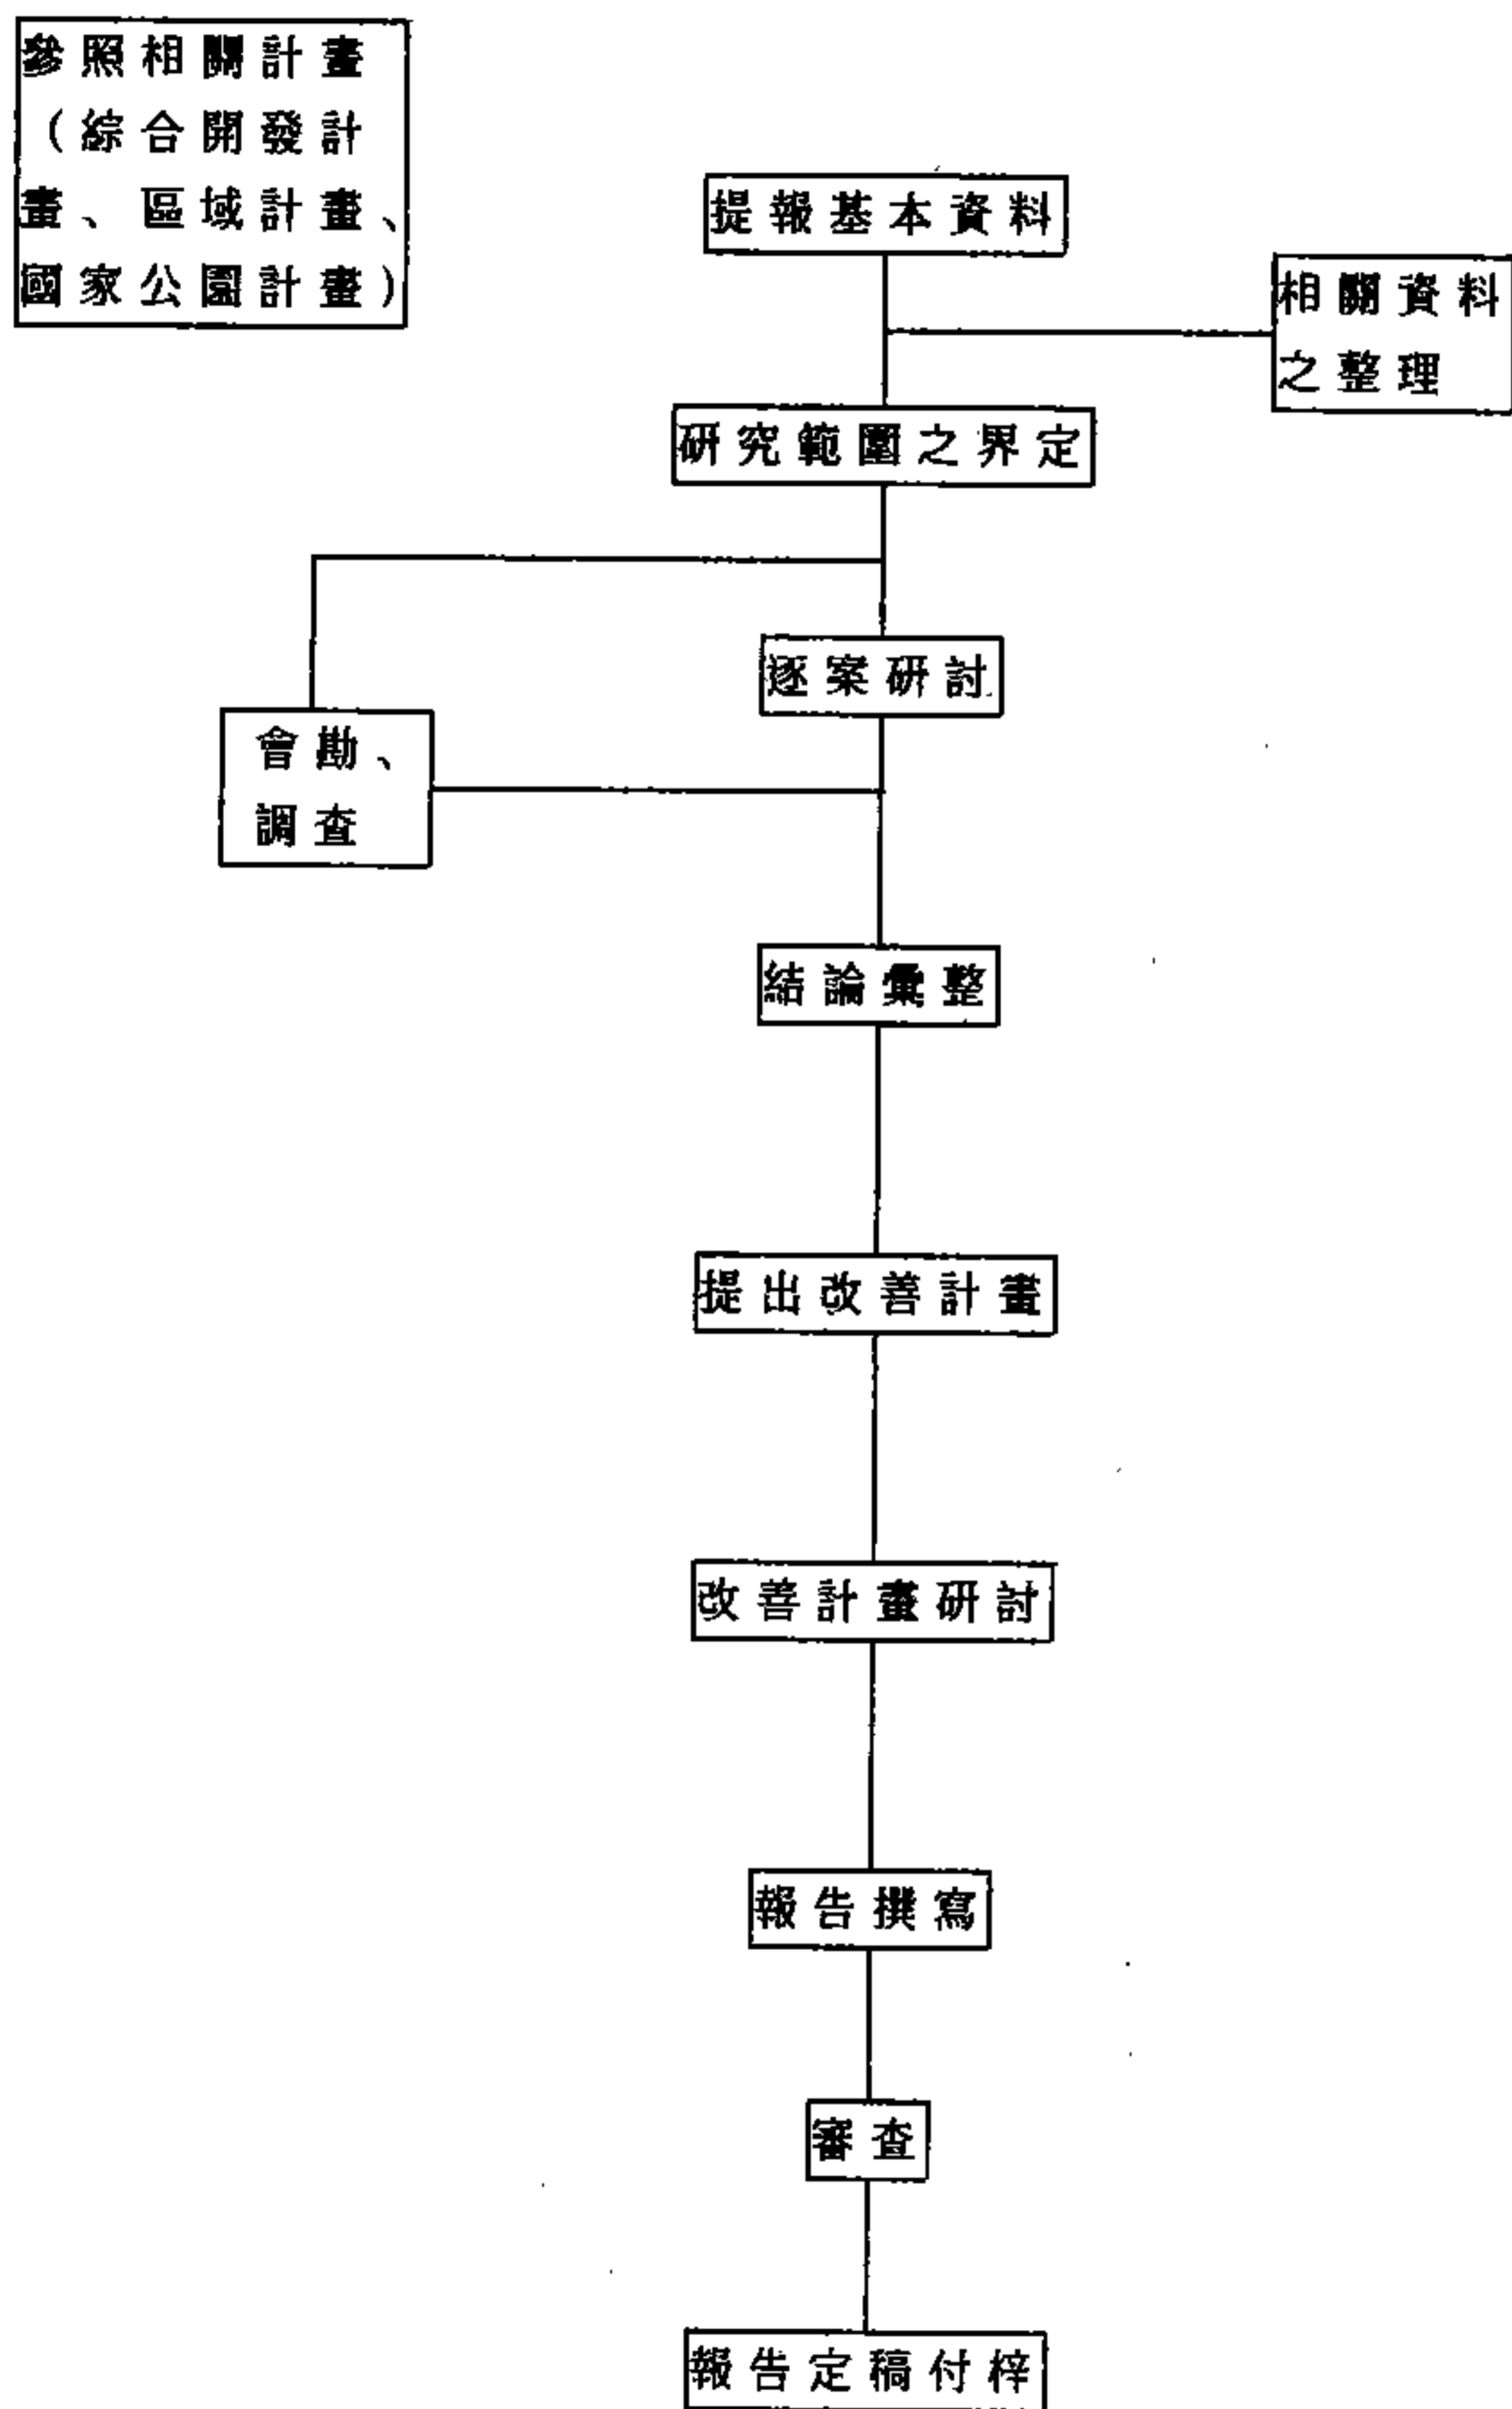 參照相關計畫
（綜合開發計
畫、區域計畫、
國家公園計畫）
提報基本資料
相關資料
之整理
研究範圍之界定
逐案研討
會勘、
調查
結論彙整
提出改善計畫
改善計畫研討
報告撰寫
審查
報告定稿付梓